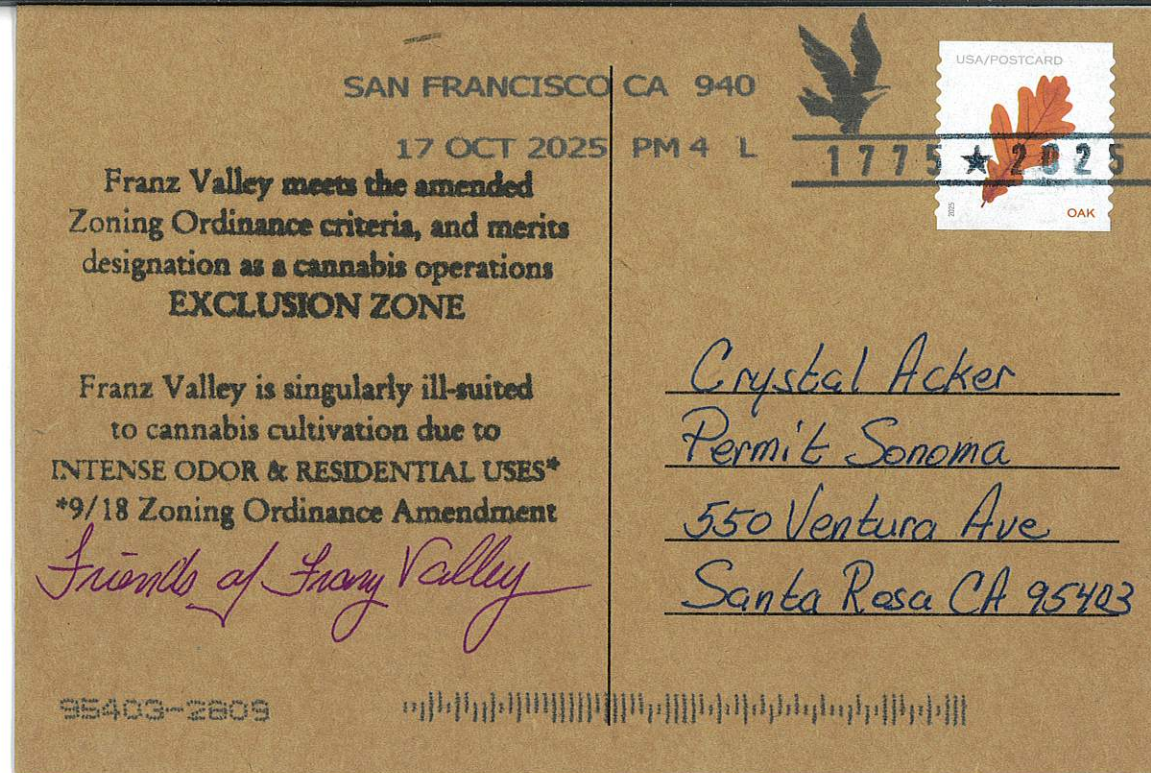 SAN FRANCISCO CA 940
17 OCT 2025 PM 4 L
1775 ★ 2025
USA/POSTCARD
2025
OAK
Franz Valley meets the amended
Zoning Ordinance criteria, and merits
designation as a cannabis operations
EXCLUSION ZONE
Franz Valley is singularly ill-suited
to cannabis cultivation due to
INTENSE ODOR & RESIDENTIAL USES*
*9/18 Zoning Ordinance Amendment
Friends of Franz Valley
Crystal Acker
Permit Sonoma
550 Ventura Ave
Santa Rosa CA 95403
95403-2809